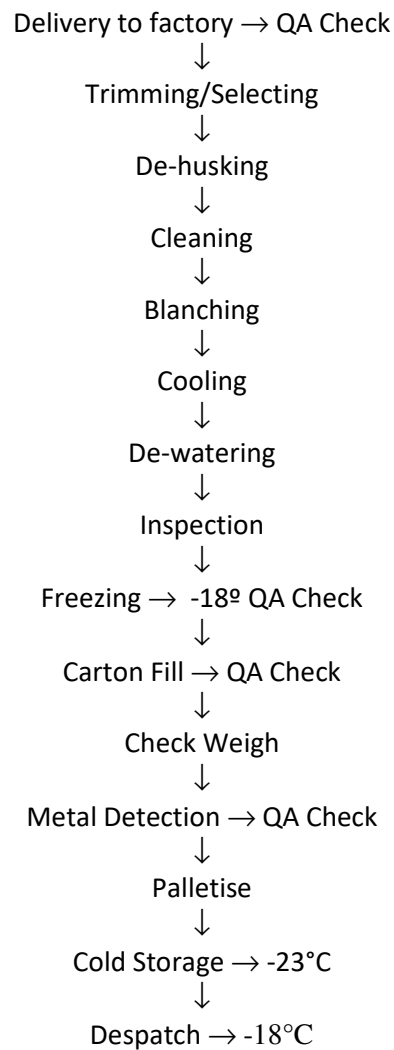 Delivery to factory → QA Check
↓
Trimming/Selecting
↓
De-husking
↓
Cleaning
↓
Blanching
↓
Cooling
↓
De-watering
↓
Inspection
↓
Freezing → -18º QA Check
↓
Carton Fill → QA Check
↓
Check Weigh
↓
Metal Detection → QA Check
↓
Palletise
↓
Cold Storage → -23°C
↓
Despatch → -18°C